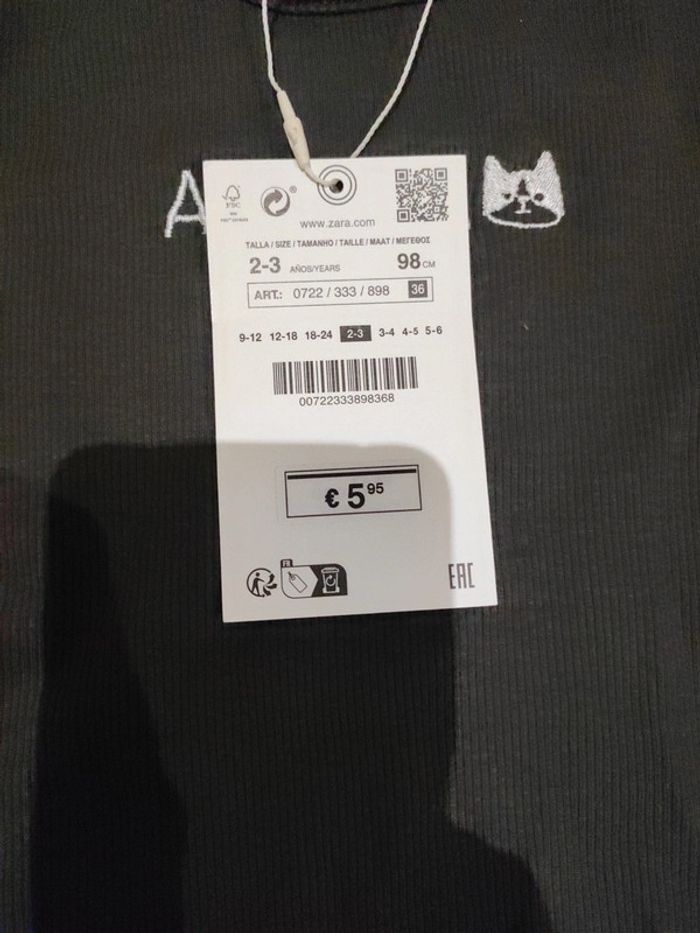 A
FSC
®
www.zara.com
TALLA / SIZE / TAMANHO / TAILLE / MAAT / ΜΕΓΕΘΟΣ
2-3 AÑOS/YEARS 98 CM
ART.: 0722 / 333 / 898 36
9-12 12-18 18-24 2-3 3-4 4-5 5-6
00722333898368
€ 5 95
FR
EAC